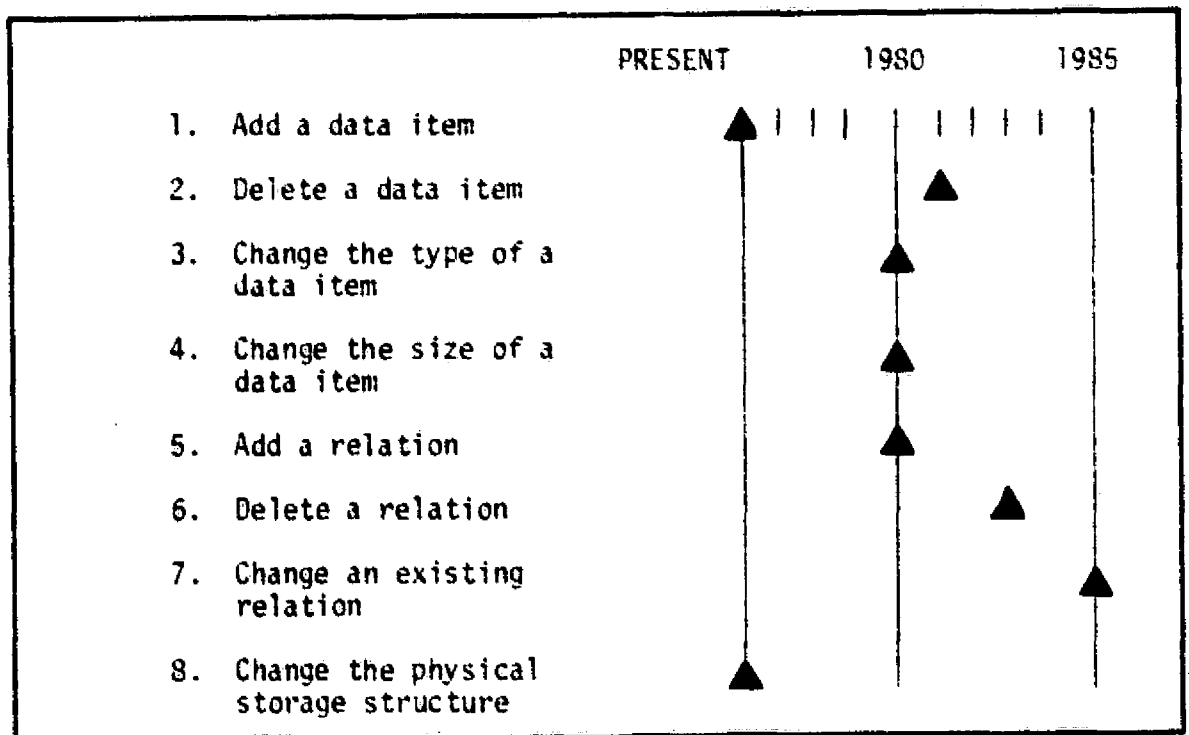 PRESENT 1980 1985
1. Add a data item
2. Delete a data item
3. Change the type of a
data item
4. Change the size of a
data item
5. Add a relation
6. Delete a relation
7. Change an existing
relation
8. Change the physical
storage structure